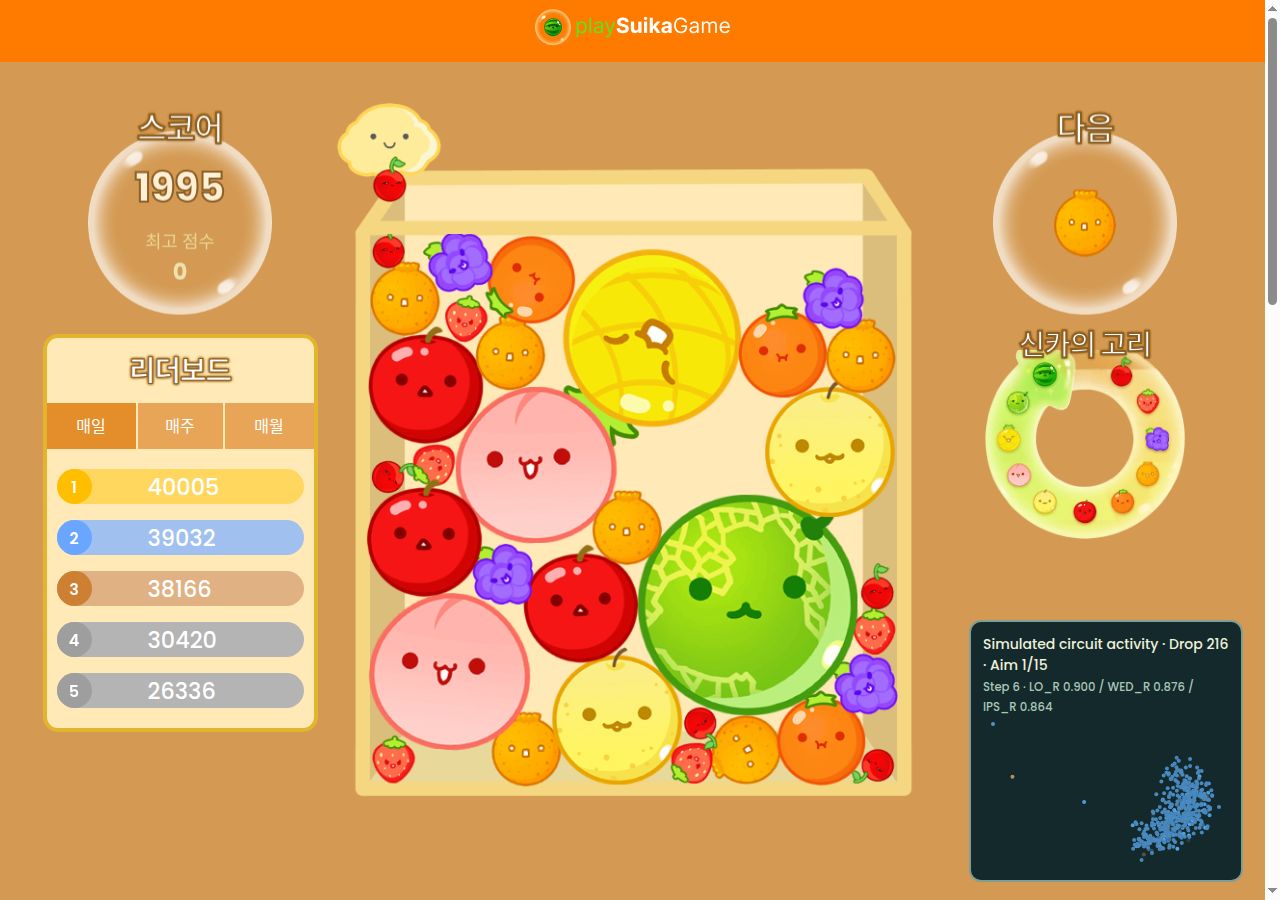 playSuikaGame
스코어
1995
최고 점수
0
다음
신카의 고리
리더보드
매일
매주
매월
1 40005
2 39032
3 38166
4 30420
5 26336
Simulated circuit activity · Drop 216
· Aim 1/15
Step 6 · LO_R 0.900 / WED_R 0.876 /
IPS_R 0.864